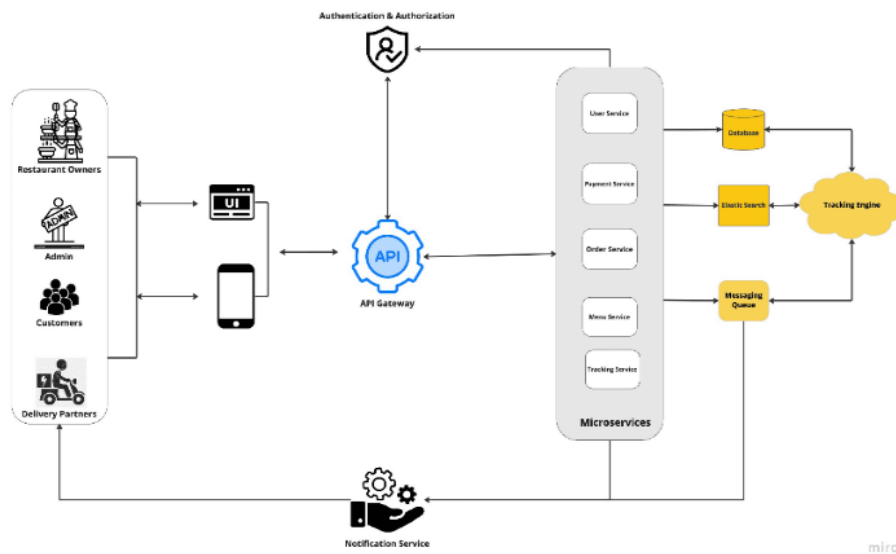 Authentication & Authorization
Restaurant Owners
ADMIN
Admin
Customers
Delivery Partners
UI
API
API Gateway
User Service
Payment Service
Order Service
Menu Service
Tracking Service
Microservices
Database
Elastic Search
Messaging
Queue
Tracking Engine
Notification Service
miro